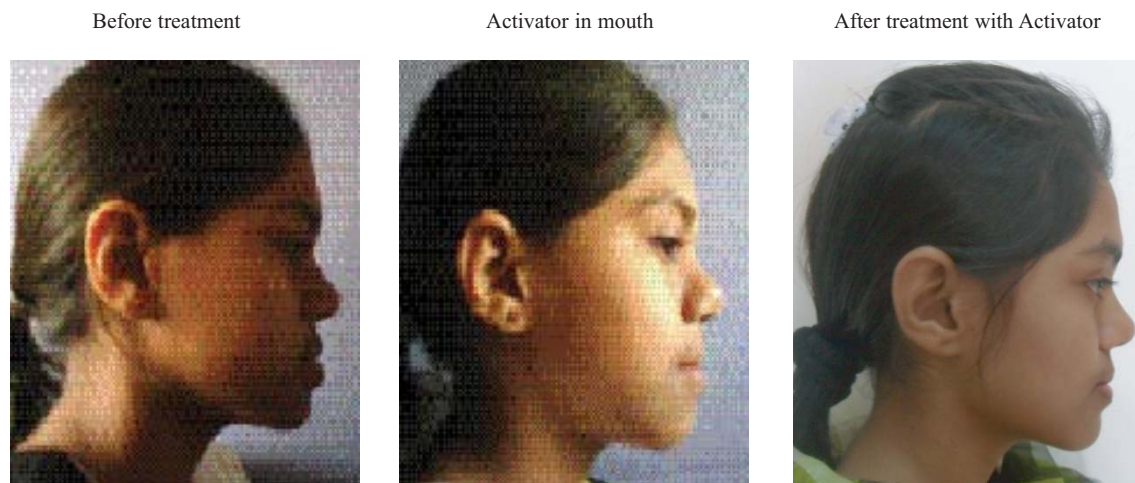 Before treatment
Activator in mouth
After treatment with Activator